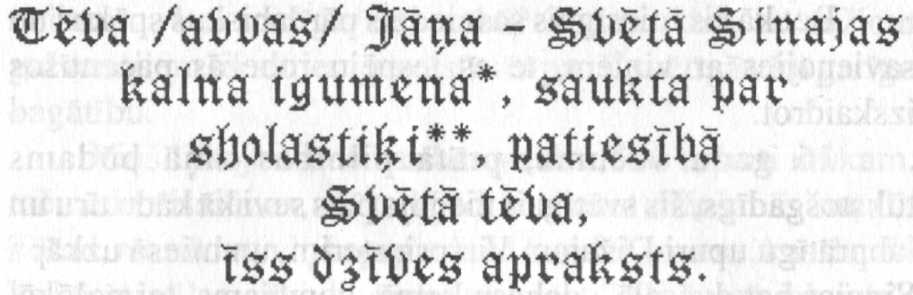 Tēva /avvas/ Jāņa – Svētā Sinajas
kalna igumena*, saukta par
sholastiķi**, patiesībā
Svētā tēva,
īss dzīves apraksts.